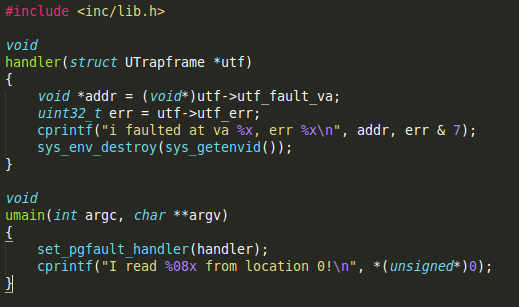 #include <inc/lib.h>
void
handler(struct UTrapframe *utf)
{
void *addr = (void*)utf->utf_fault_va;
uint32_t err = utf->utf_err;
cprintf("i faulted at va %x, err %x\n", addr, err & 7);
sys_env_destroy(sys_getenvid());
}
void
umain(int argc, char **argv)
{
set_pgfault_handler(handler);
cprintf("I read %08x from location 0!\n", *(unsigned*)0);
}